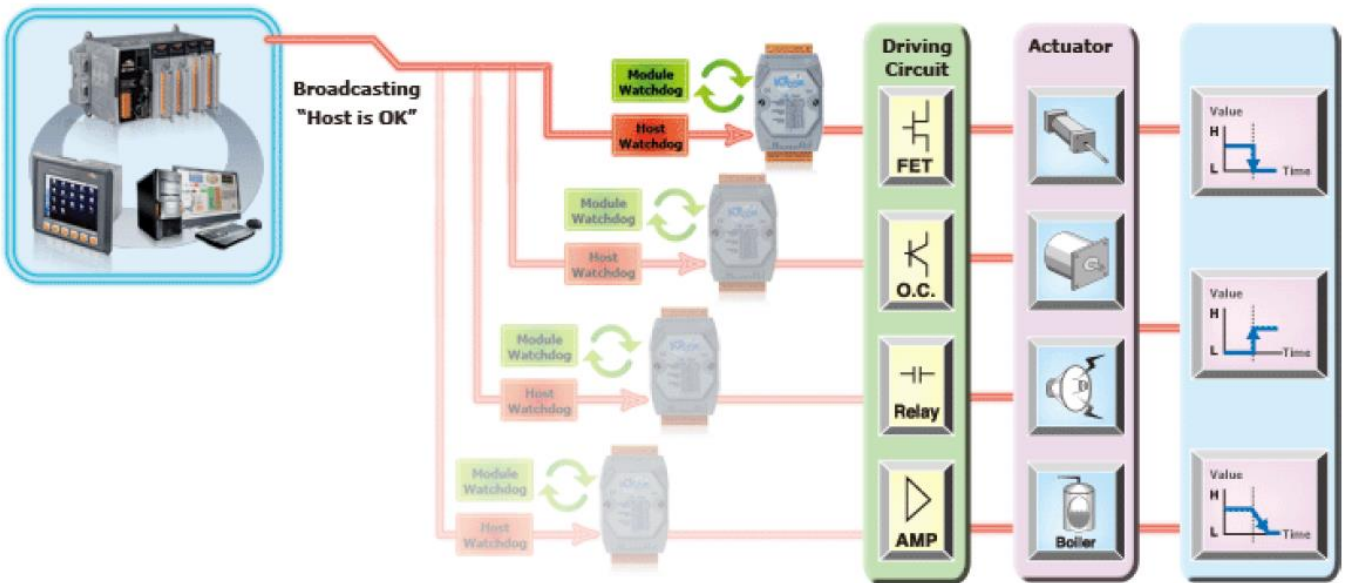 Broadcasting
"Host is OK"
Module
Watchdog
Host
Watchdog
Module
Watchdog
Host
Watchdog
Module
Watchdog
Host
Watchdog
Module
Watchdog
Host
Watchdog
Driving
Circuit
FET
O.C.
Relay
AMP
Actuator
Boiler
Value
H
L
Time
Value
H
L
Time
Value
H
L
Time